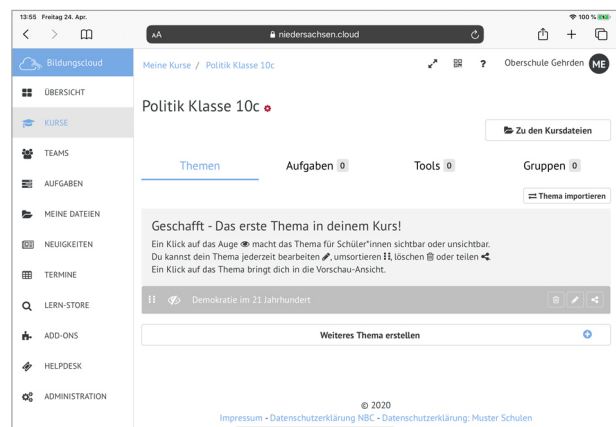 13:55 Freitag 24. Apr.
100 %
AA niedersachsen.cloud
Bildungscloud
Meine Kurse / Politik Klasse 10c
? Oberschule Gehrden ME
ÜBERSICHT
KURSE
TEAMS
AUFGABEN
MEINE DATEIEN
NEUIGKEITEN
TERMINE
LERN-STORE
ADD-ONS
HELPDESK
ADMINISTRATION
Politik Klasse 10c
Zu den Kursdateien
Themen Aufgaben 0 Tools 0 Gruppen 0
Thema importieren
Geschafft - Das erste Thema in deinem Kurs!
Ein Klick auf das Auge macht das Thema für Schüler*innen sichtbar oder unsichtbar.
Du kannst dein Thema jederzeit bearbeiten , umsortieren , löschen oder teilen .
Ein Klick auf das Thema bringt dich in die Vorschau-Ansicht.
Demokratie im 21 Jahrhundert
Weiteres Thema erstellen
© 2020
Impressum - Datenschutzerklärung NBC - Datenschutzerklärung: Muster Schulen